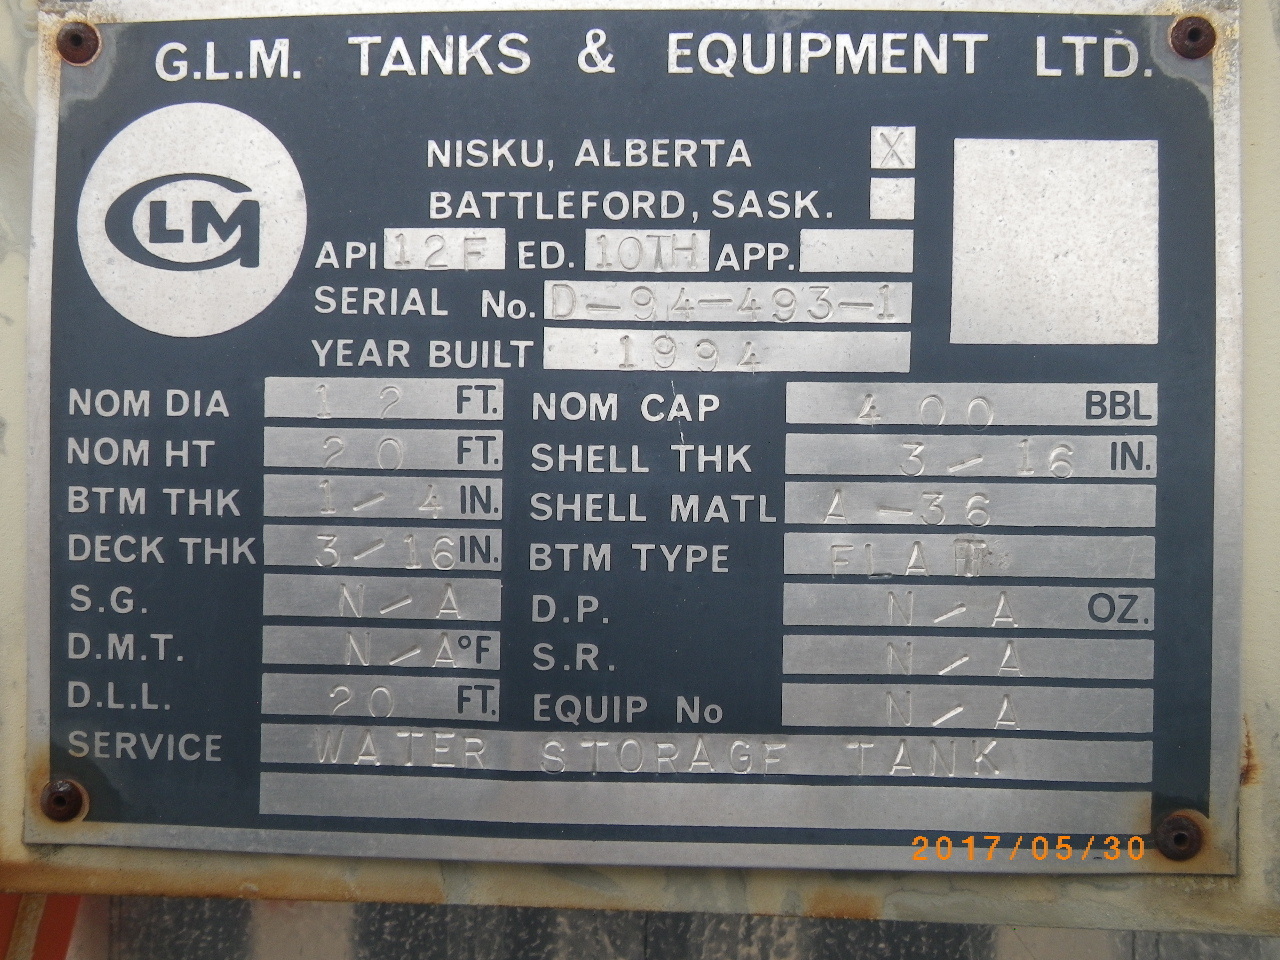 G.L.M. TANKS & EQUIPMENT LTD.
GLM
NISKU, ALBERTA X
BATTLEFORD, SASK.
API 12F ED. 10TH APP.
SERIAL No. D-94-493-1
YEAR BUILT 1994
NOM DIA 12 FT. NOM CAP 400 BBL
NOM HT 20 FT. SHELL THK 3/16 IN.
BTM THK 1/4 IN. SHELL MATL A-36
DECK THK 3/16 IN. BTM TYPE FLAT
S.G. N/A D.P. N/A OZ.
D.M.T. N/A °F S.R. N/A
D.L.L. 20 FT. EQUIP No N/A
SERVICE WATER STORAGE TANK
2017/05/30